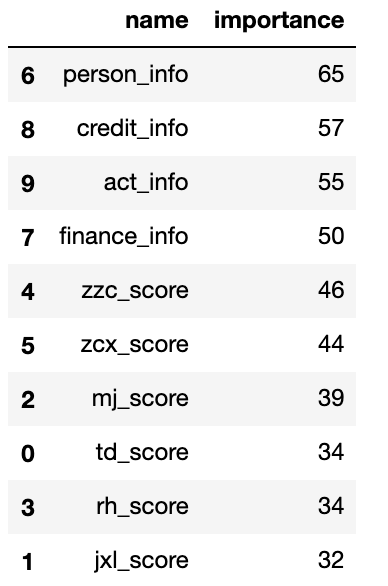 name importance
6 person_info 65
8 credit_info 57
9 act_info 55
7 finance_info 50
4 zzc_score 46
5 zcx_score 44
2 mj_score 39
0 td_score 34
3 rh_score 34
1 jxl_score 32